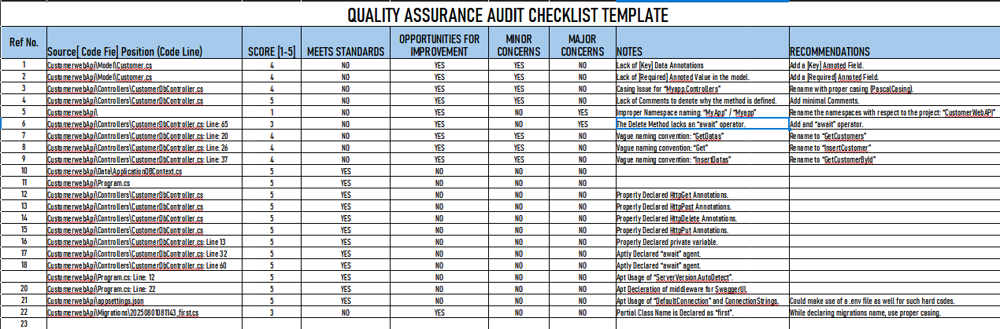 QUALITY ASSURANCE AUDIT CHECKLIST TEMPLATE
Ref No. Source[ Code Fie] Position (Code Line) SCORE [1-5] MEETS STANDARDS OPPORTUNITIES FOR IMPROVEMENT MINOR CONCERNS MAJOR CONCERNS NOTES RECOMMENDATIONS
1 CustomerwebApi\Model\Customer.cs 4 NO YES YES NO Lack of [Key] Data Annotations Add a [Key] Annoted Field.
2 CustomerwebApi\Model\Customer.cs 4 NO YES YES NO Lack of [Required] Annoted Value in the model. Add a [Required] Annoted Field.
3 CustomerwebApi\Controllers\CustomerDbController.cs 4 NO YES YES NO Casing Issue for “Myapp.Controllers” Rename with proper casing (PascalCasing).
4 CustomerwebApi\Controllers\CustomerDbController.cs 5 NO YES YES NO Lack of Comments to denote why the method is defined. Add minimal Comments.
5 CustomerwebApi\ 1 NO YES NO YES Improper Namespace naming: “MyApp” / “Myapp” Rename the namespaces with respect to the project: “CustomerWebAPI”
6 CustomerwebApi\Controllers\CustomerDbController.cs: Line: 65 3 NO YES NO YES The Delete Method lacks an “await” operator. Add and “await” operator.
7 CustomerwebApi\Controllers\CustomerDbController.cs: Line: 20 4 NO YES YES NO Vague naming convention: “GetDatas” Rename to “GetCustomers”
8 CustomerwebApi\Controllers\CustomerDbController.cs: Line: 26 4 NO YES YES NO Vague naming convention: “Get” Rename to “InsertCustomer”
9 CustomerwebApi\Controllers\CustomerDbController.cs: Line: 37 4 NO YES YES NO Vague naming convention: “InsertDatas” Rename to “GetCustomerById”
10 CustomerwebApi\Data\ApplicationDBContext.cs 5 YES NO NO NO
11 CustomerwebApi\Program.cs 5 YES NO NO NO
12 CustomerwebApi\Controllers\CustomerDbController.cs 5 YES NO NO NO Properly Declared HttpGet Annotations.
13 CustomerwebApi\Controllers\CustomerDbController.cs 5 YES NO NO NO Properly Declared HttpPost Annotations.
14 CustomerwebApi\Controllers\CustomerDbController.cs 5 YES NO NO NO Properly Declared HttpDelete Annotations.
15 CustomerwebApi\Controllers\CustomerDbController.cs 5 YES NO NO NO Properly Declared HttpPut Annotations.
16 CustomerwebApi\Controllers\CustomerDbController.cs: Line 13 5 YES NO NO NO Properly Declared private variable.
17 CustomerwebApi\Controllers\CustomerDbController.cs: Line 32 5 YES NO NO NO Aptly Declared “await” agent.
18 CustomerwebApi\Controllers\CustomerDbController.cs: Line 60 5 YES NO NO NO Aptly Declared “await” agent.
CustomerwebApi\Program.cs: Line: 12 5 YES NO NO NO Apt Usage of “ServerVersion.AutoDetect”.
20 CustomerwebApi\Program.cs: Line: 22 5 YES NO NO NO Apt Decleration of middleware for SwaggerUI.
21 CustomerwebApi\appsettings.json 5 YES NO NO NO Apt Usage of “DefaultConnection” and ConnectionStrings. Could make use of a .env file as well for such hard codes.
22 CustomerwebApi\Migrations\20250801081143_first.cs 3 NO YES NO NO Partial Class Name is Declared as “first”. While declaring migrations name, use proper casing.
23